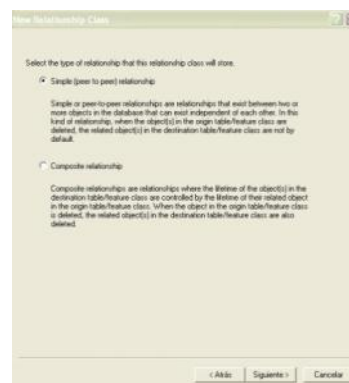 New Relationship Class
Select the type of relationship that this relationship class will store.
Simple (peer to peer) relationship
Simple or peer-to-peer relationships are relationships that exist between two or
more objects in the database that can exist independent of each other. In this
kind of relationship, when the object(s) in the origin table/feature class are
deleted, the related object(s) in the destination table/feature class are not by
default.
Composite relationship
Composite relationships are relationships where the lifetime of the object(s) in the
destination table/feature class are controlled by the lifetime of their related object
in the origin table/feature class. When the object in the origin table/feature class
is deleted, the related object(s) in the destination table/feature class are also
deleted.
< Atrás
Siguiente >
Cancelar